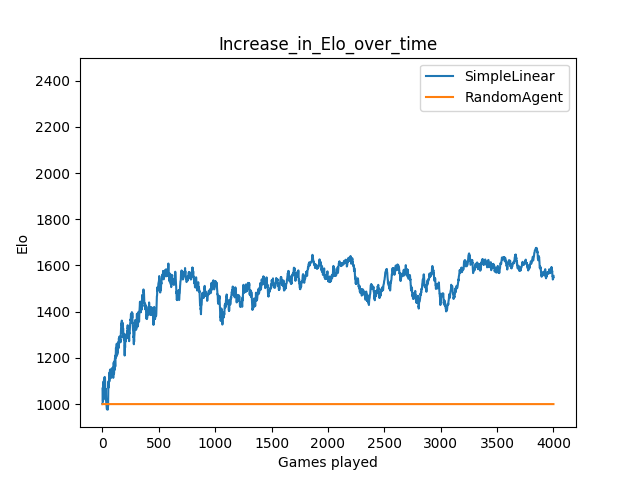 Increase_in_Elo_over_time
SimpleLinear
RandomAgent
2400
2200
2000
1800
1600
1400
1200
1000
Elo
0 500 1000 1500 2000 2500 3000 3500 4000
Games played